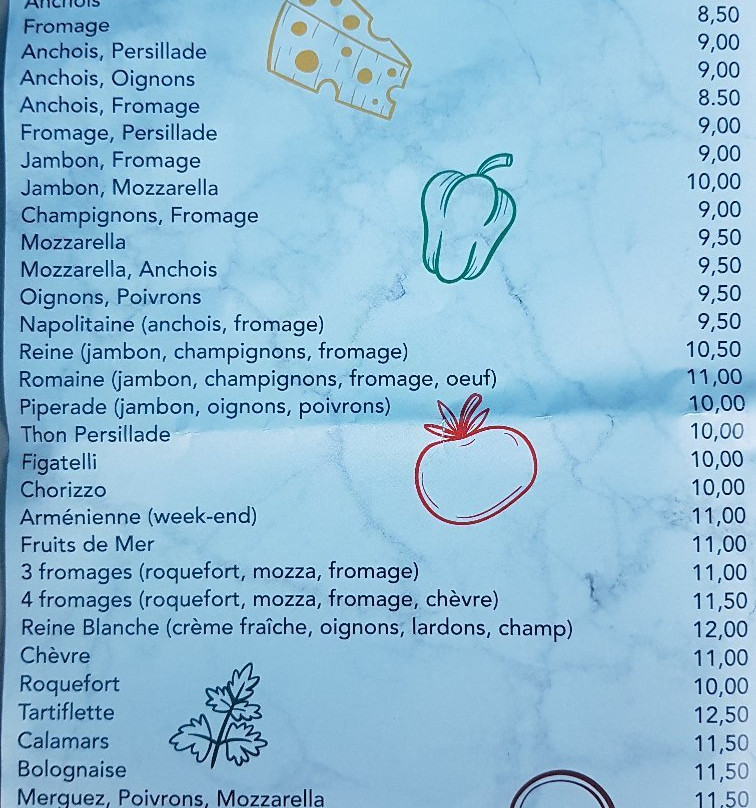 Anchois
Fromage 8,50
Anchois, Persillade 9,00
Anchois, Oignons 9,00
Anchois, Fromage 8.50
Fromage, Persillade 9,00
Jambon, Fromage 9,00
Jambon, Mozzarella 10,00
Champignons, Fromage 9,00
Mozzarella 9,50
Mozzarella, Anchois 9,50
Oignons, Poivrons 9,50
Napolitaine (anchois, fromage) 9,50
Reine (jambon, champignons, fromage) 10,50
Romaine (jambon, champignons, fromage, oeuf) 11,00
Piperade (jambon, oignons, poivrons) 10,00
Thon Persillade 10,00
Figatelli 10,00
Chorizzo 10,00
Arménienne (week-end) 11,00
Fruits de Mer 11,00
3 fromages (roquefort, mozza, fromage) 11,00
4 fromages (roquefort, mozza, fromage, chèvre) 11,50
Reine Blanche (crème fraîche, oignons, lardons, champ) 12,00
Chèvre 11,00
Roquefort 10,00
Tartiflette 12,50
Calamars 11,50
Bolognaise 11,50
Merguez, Poivrons, Mozzarella 11,50